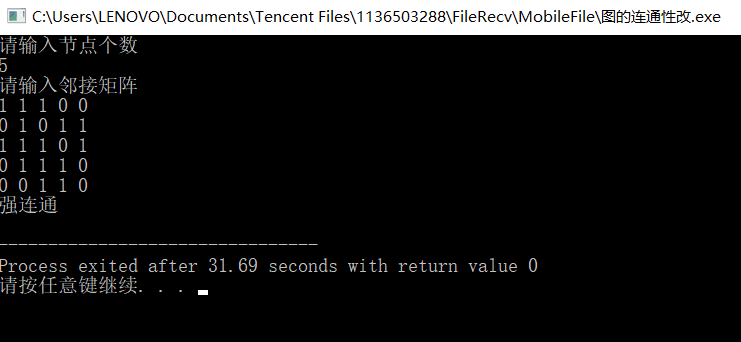 C:\Users\LENOVO\Documents\Tencent Files\1136503288\FileRecv\MobileFile\图的连通性改.exe
请输入节点个数
5
请输入邻接矩阵
1 1 1 0 0
0 1 0 1 1
1 1 1 0 1
0 1 1 1 0
0 0 1 1 0
强连通
--------------------------------
Process exited after 31.69 seconds with return value 0
请按任意键继续. . .